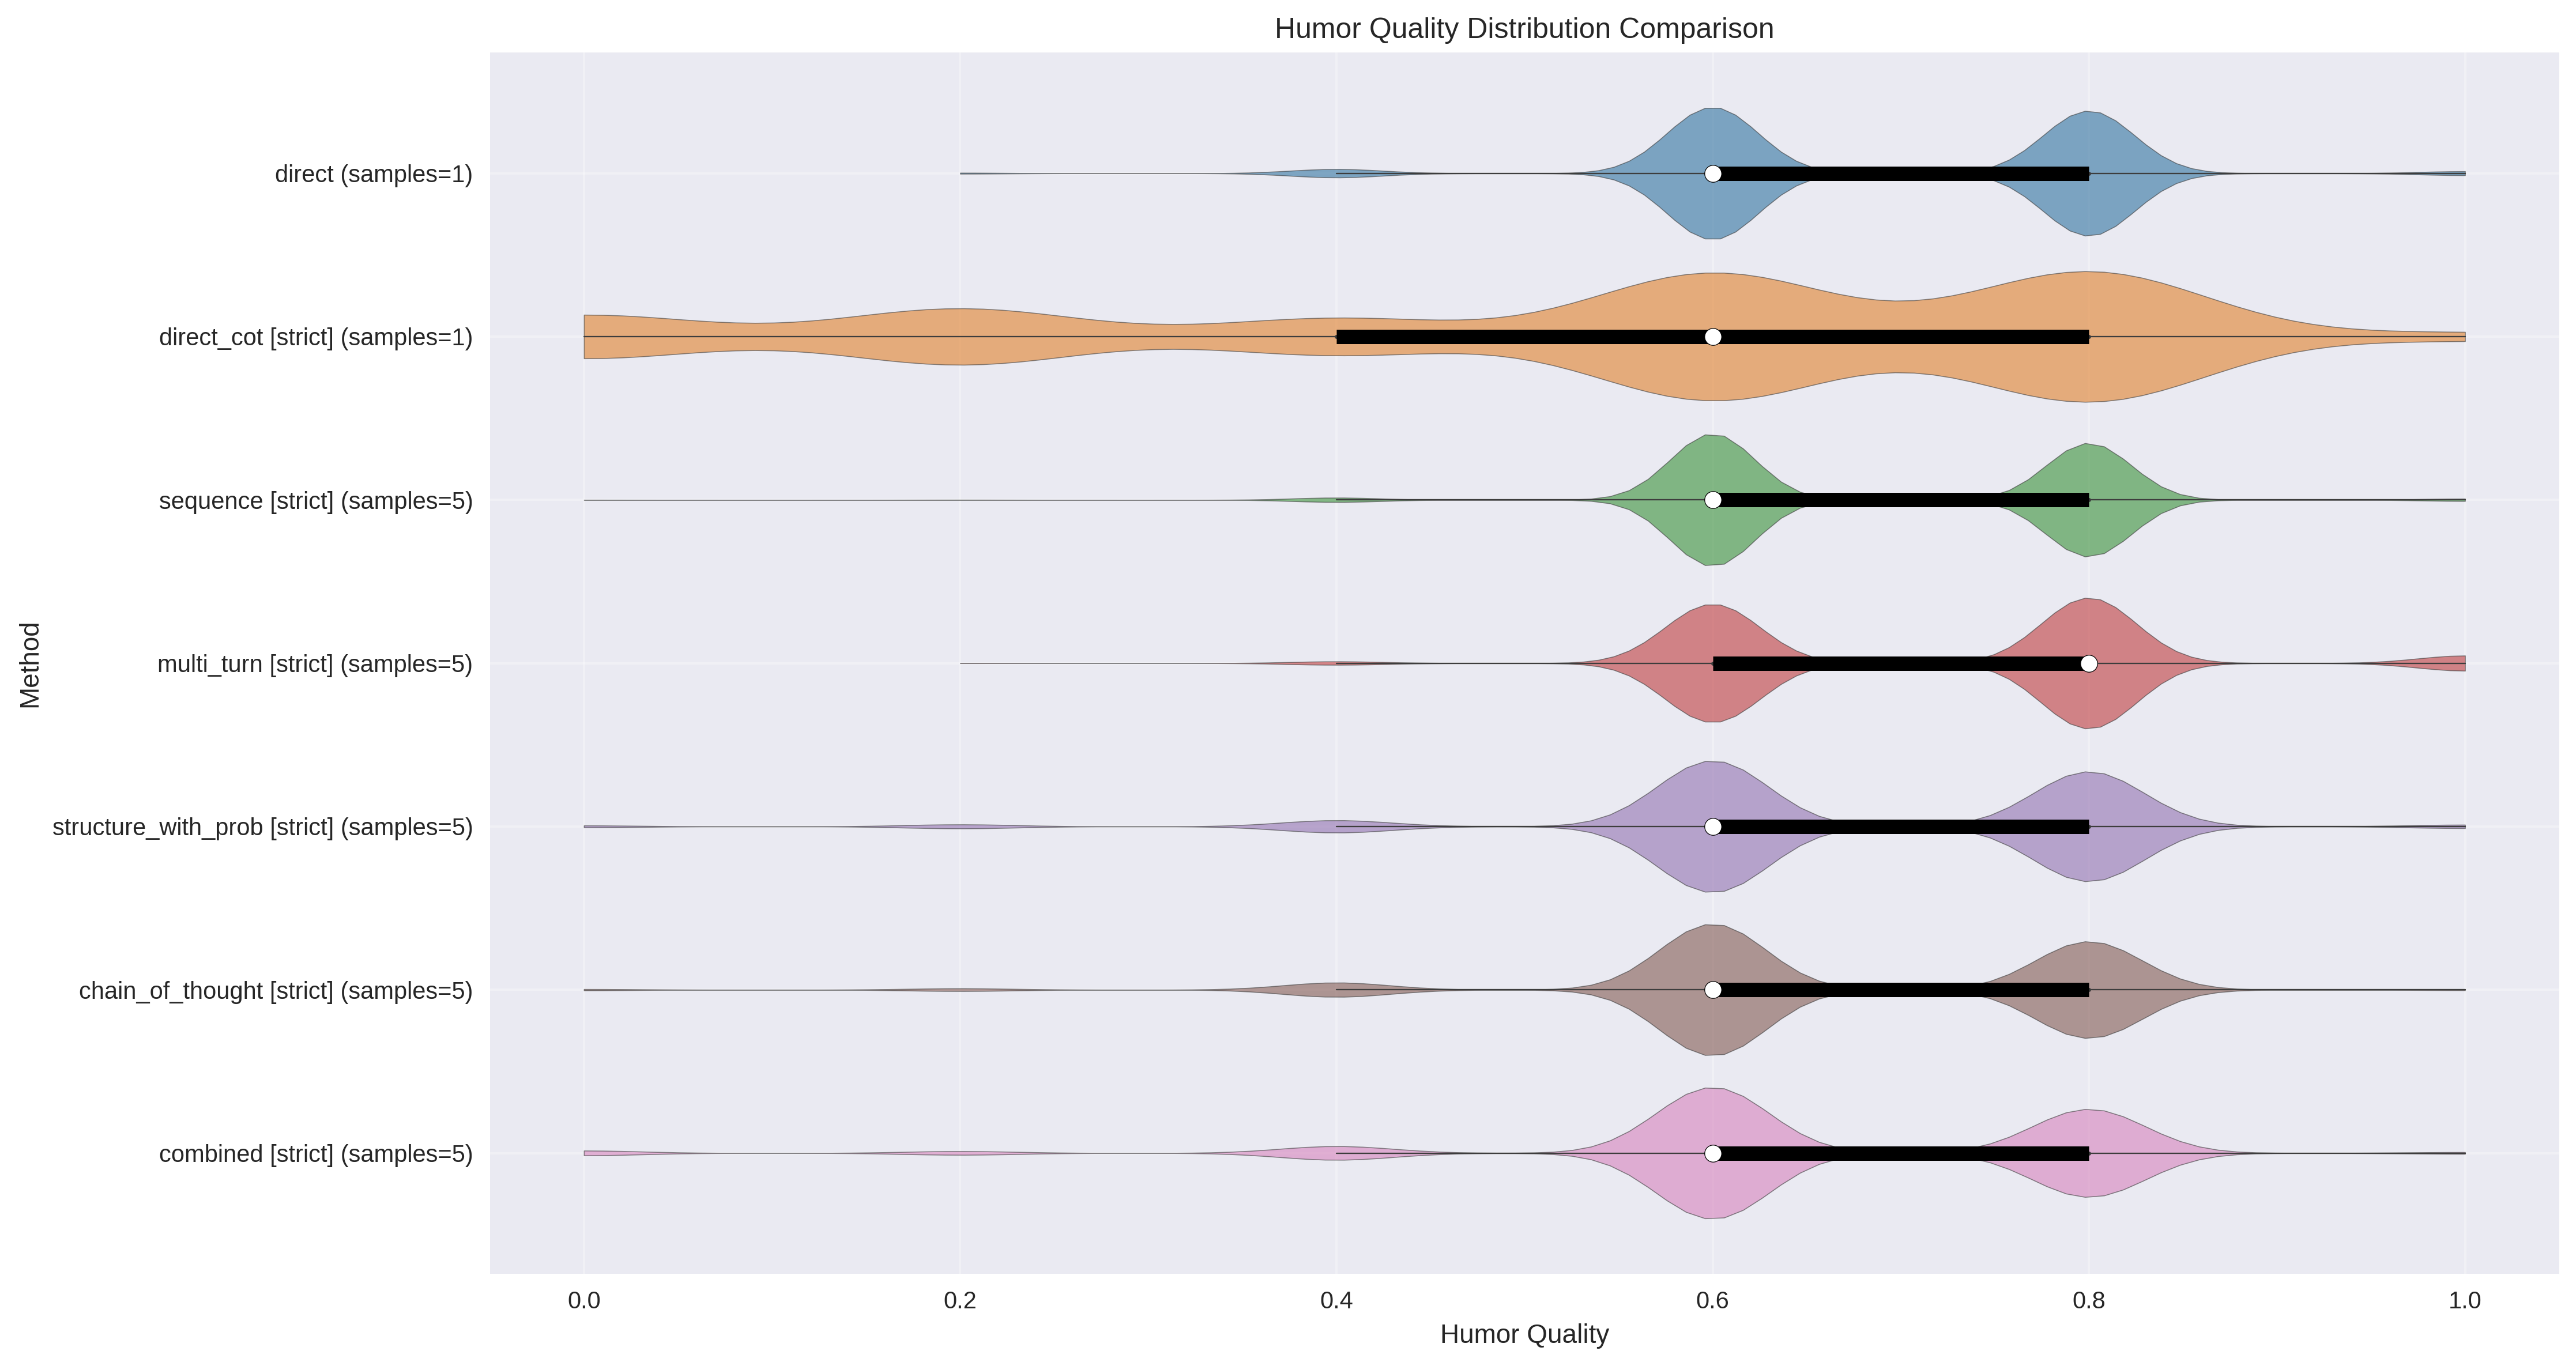 Humor Quality Distribution Comparison
direct (samples=1)
direct_cot [strict] (samples=1)
sequence [strict] (samples=5)
multi_turn [strict] (samples=5)
structure_with_prob [strict] (samples=5)
chain_of_thought [strict] (samples=5)
combined [strict] (samples=5)
Method
0.0 0.2 0.4 0.6 0.8 1.0
Humor Quality